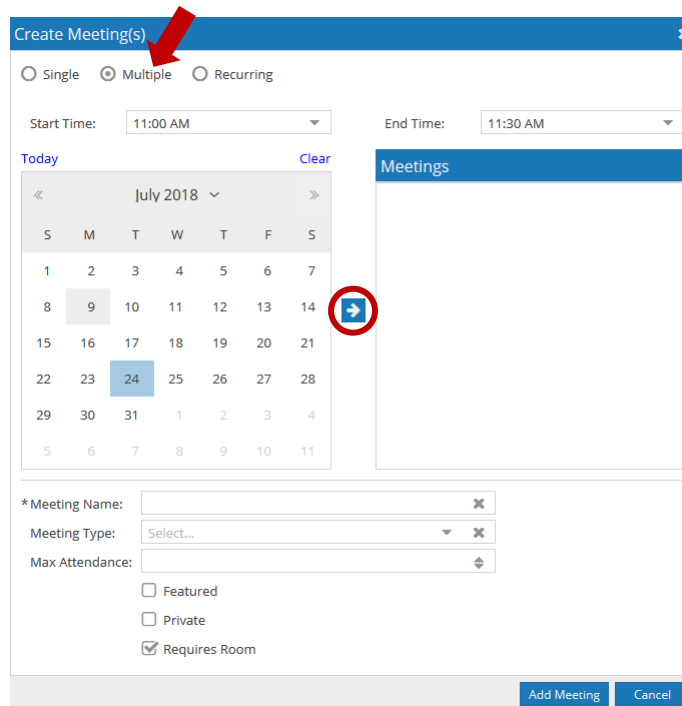 Create Meeting(s)
Single Multiple Recurring
Start Time: 11:00 AM End Time: 11:30 AM
Today Clear
Meetings
« July 2018 »
S M T W T F S
1 2 3 4 5 6 7
8 9 10 11 12 13 14
15 16 17 18 19 20 21
22 23 24 25 26 27 28
29 30 31 1 2 3 4
5 6 7 8 9 10 11
* Meeting Name:
Meeting Type: Select...
Max Attendance:
Featured
Private
Requires Room
Add Meeting Cancel